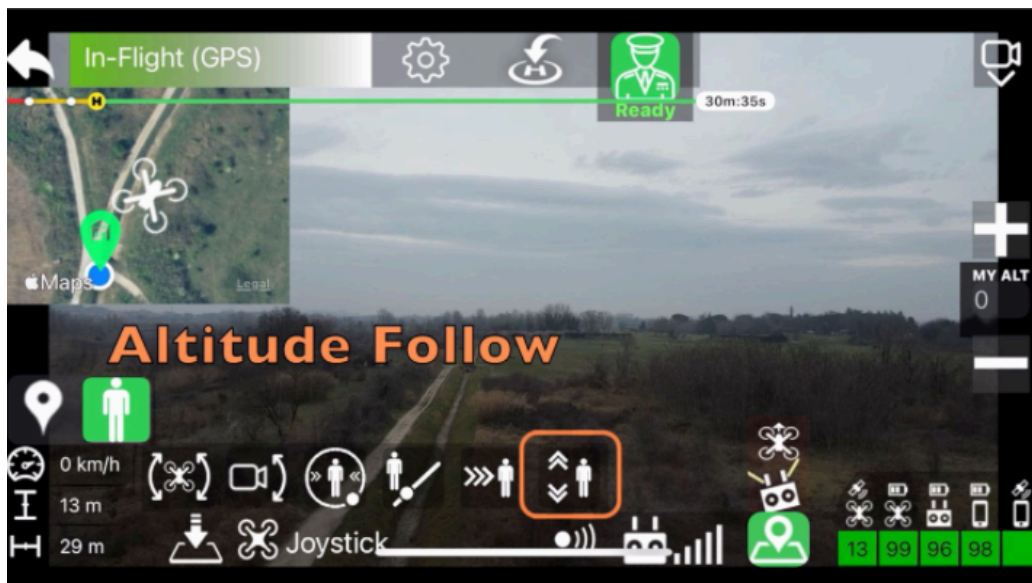 In-Flight (GPS)
Ready
H
30m:35s
Maps
Legal
MY ALT
0
Altitude Follow
0 km/h
13 m
29 m
Joystick
13 99 96 98